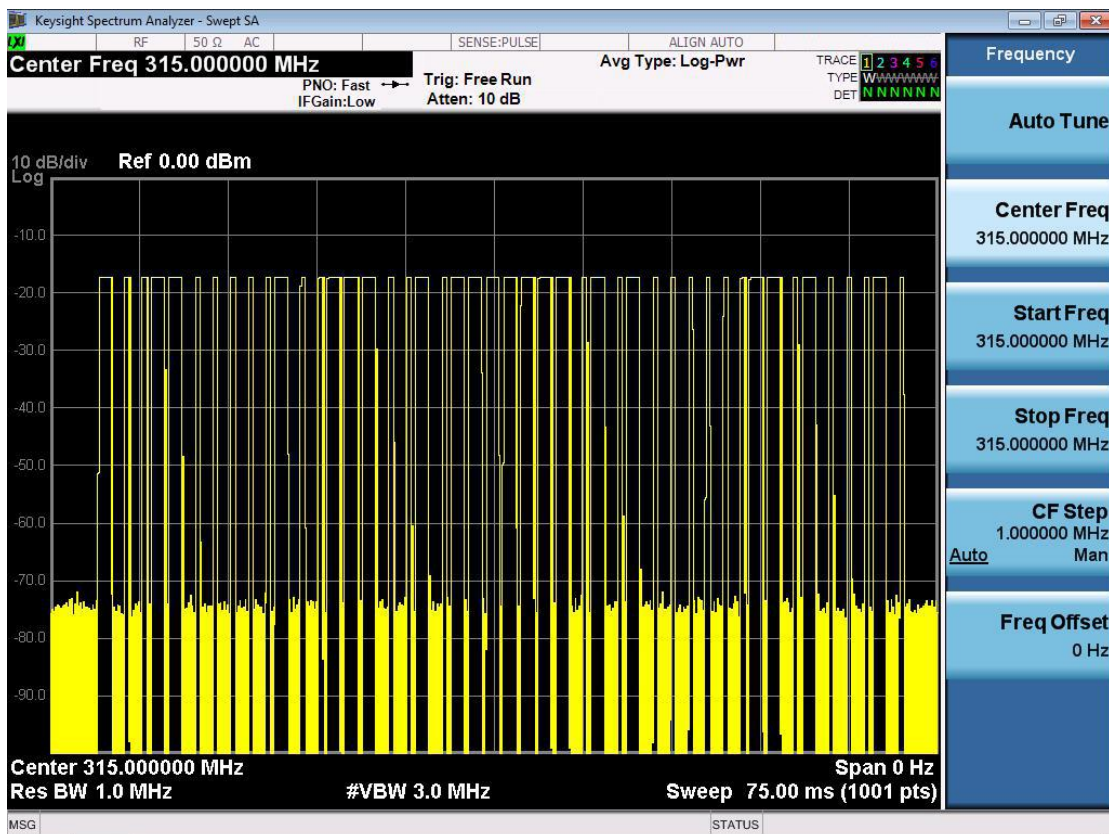 Keysight Spectrum Analyzer - Swept SA
LXI RF 50 Ω AC SENSE:PULSE ALIGN AUTO
Center Freq 315.000000 MHz
PNO: Fast
IFGain:Low
Trig: Free Run
Atten: 10 dB
Avg Type: Log-Pwr
TRACE 1 2 3 4 5 6
TYPE WWWWWW
DET N N N N N N
10 dB/div Ref 0.00 dBm
Log
-10.0
-20.0
-30.0
-40.0
-50.0
-60.0
-70.0
-80.0
-90.0
Center 315.000000 MHz Span 0 Hz
Res BW 1.0 MHz #VBW 3.0 MHz Sweep 75.00 ms (1001 pts)
MSG STATUS
Frequency
Auto Tune
Center Freq
315.000000 MHz
Start Freq
315.000000 MHz
Stop Freq
315.000000 MHz
CF Step
1.000000 MHz
Auto Man
Freq Offset
0 Hz